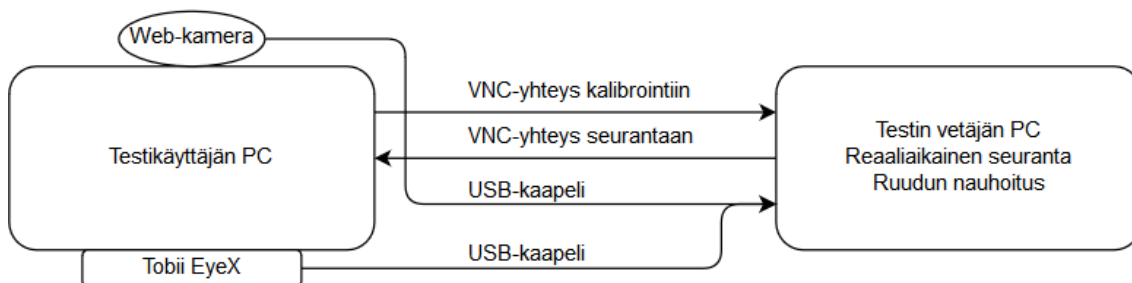 Web-kamera
Testikäyttäjän PC
Tobii EyeX
VNC-yhteys kalibrointiin
VNC-yhteys seurantaan
USB-kaapeli
USB-kaapeli
Testin vetäjän PC
Reaaliaikainen seuranta
Ruudun nauhoitus